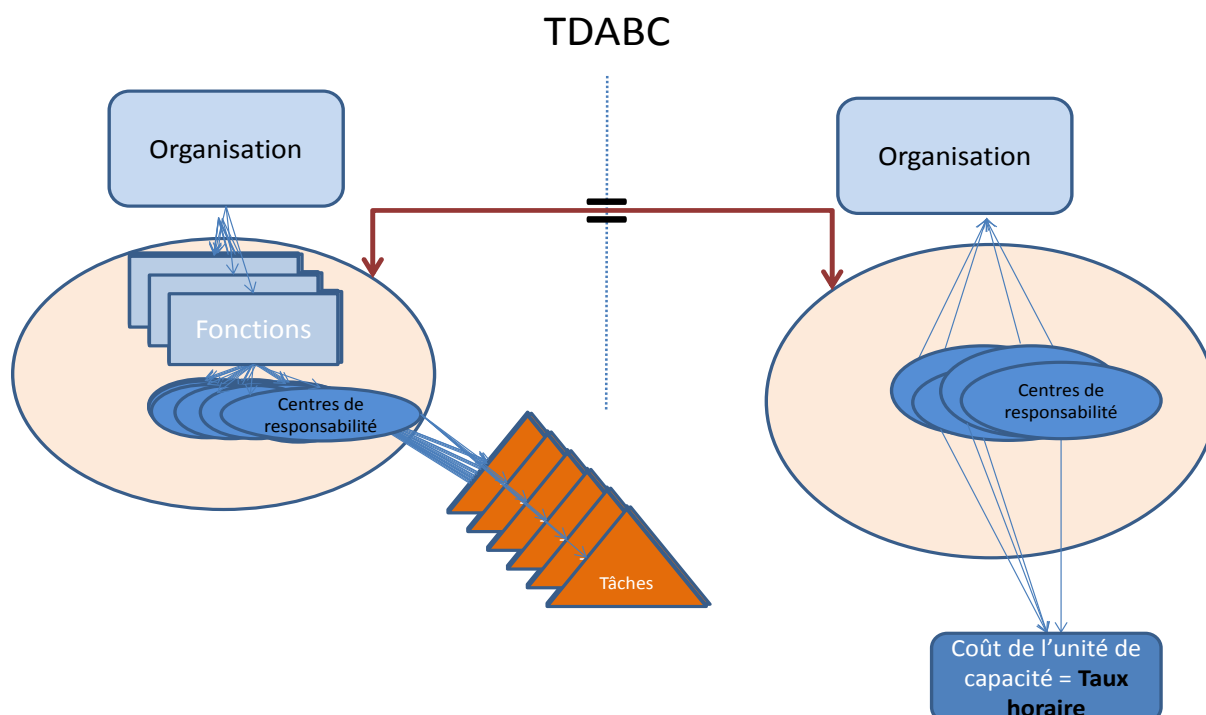 TDABC
Organisation
Fonctions
Centres de
responsabilité
Tâches
Organisation
Centres de
responsabilité
Coût de l’unité de
capacité = Taux
horaire